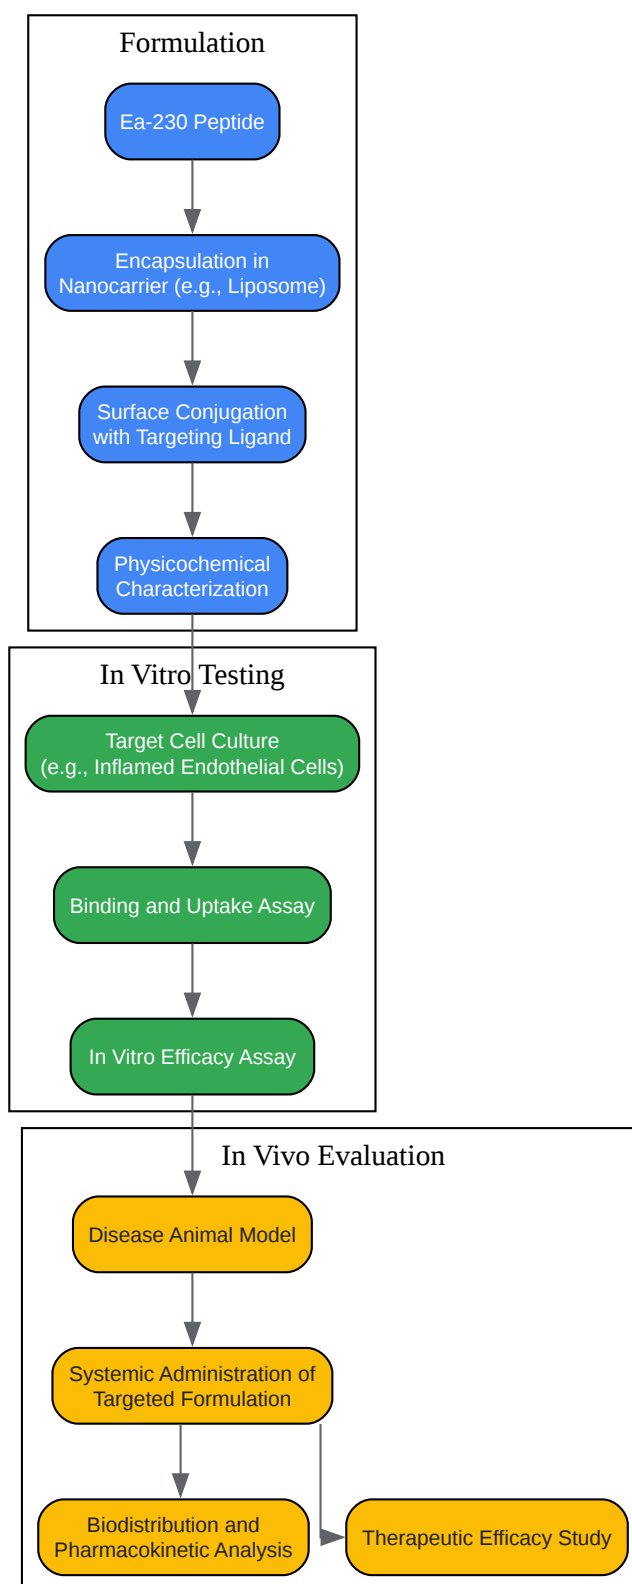 Formulation
Ea-230 Peptide
Encapsulation in
Nanocarrier (e.g., Liposome)
Surface Conjugation
with Targeting Ligand
Physicochemical
Characterization
In Vitro Testing
Target Cell Culture
(e.g., Inflamed Endothelial Cells)
Binding and Uptake Assay
In Vitro Efficacy Assay
In Vivo Evaluation
Disease Animal Model
Systemic Administration of
Targeted Formulation
Biodistribution and
Pharmacokinetic Analysis
Therapeutic Efficacy Study